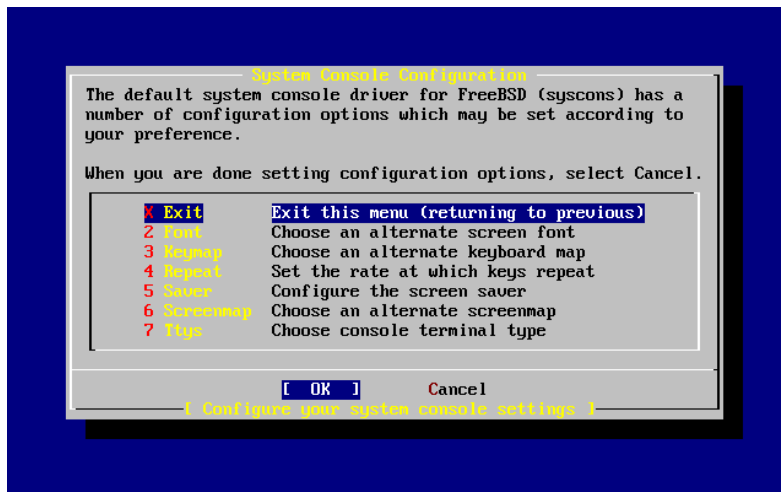 System Console Configuration
The default system console driver for FreeBSD (syscons) has a
number of configuration options which may be set according to
your preference.
When you are done setting configuration options, select Cancel.
X Exit Exit this menu (returning to previous)
2 Font Choose an alternate screen font
3 Keymap Choose an alternate keyboard map
4 Repeat Set the rate at which keys repeat
5 Saver Configure the screen saver
6 Screenmap Choose an alternate screenmap
7 Ttys Choose console terminal type
[ OK ] Cancel
[ Configure your system console settings ]